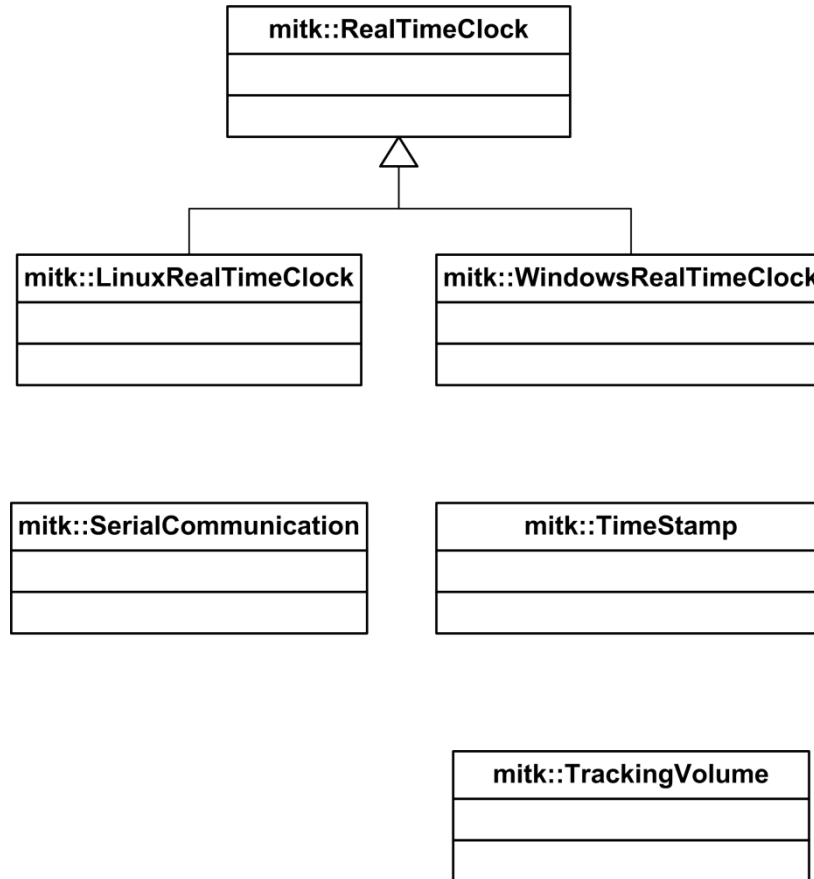 mitk::RealTimeClock
mitk::LinuxRealTimeClock
mitk::WindowsRealTimeClock
mitk::SerialCommunication
mitk::TimeStamp
mitk::TrackingVolume